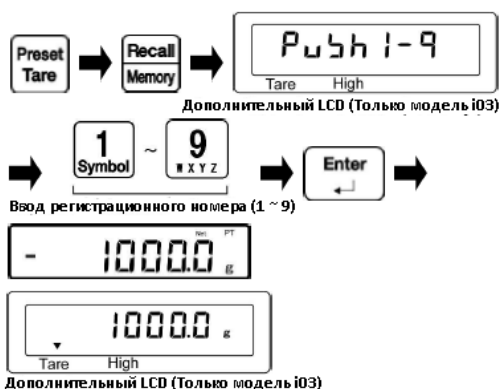 Preset
Tare
Recall
Memory
PuSh 1-9
Tare High
Дополнительный LCD (Только модель i03)
1
Symbol
~
9
W X Y Z
Enter
Ввод регистрационного номера (1 ~ 9)
Net PT
- 1000.0 g
1000.0 g
Tare High
Дополнительный LCD (Только модель i03)